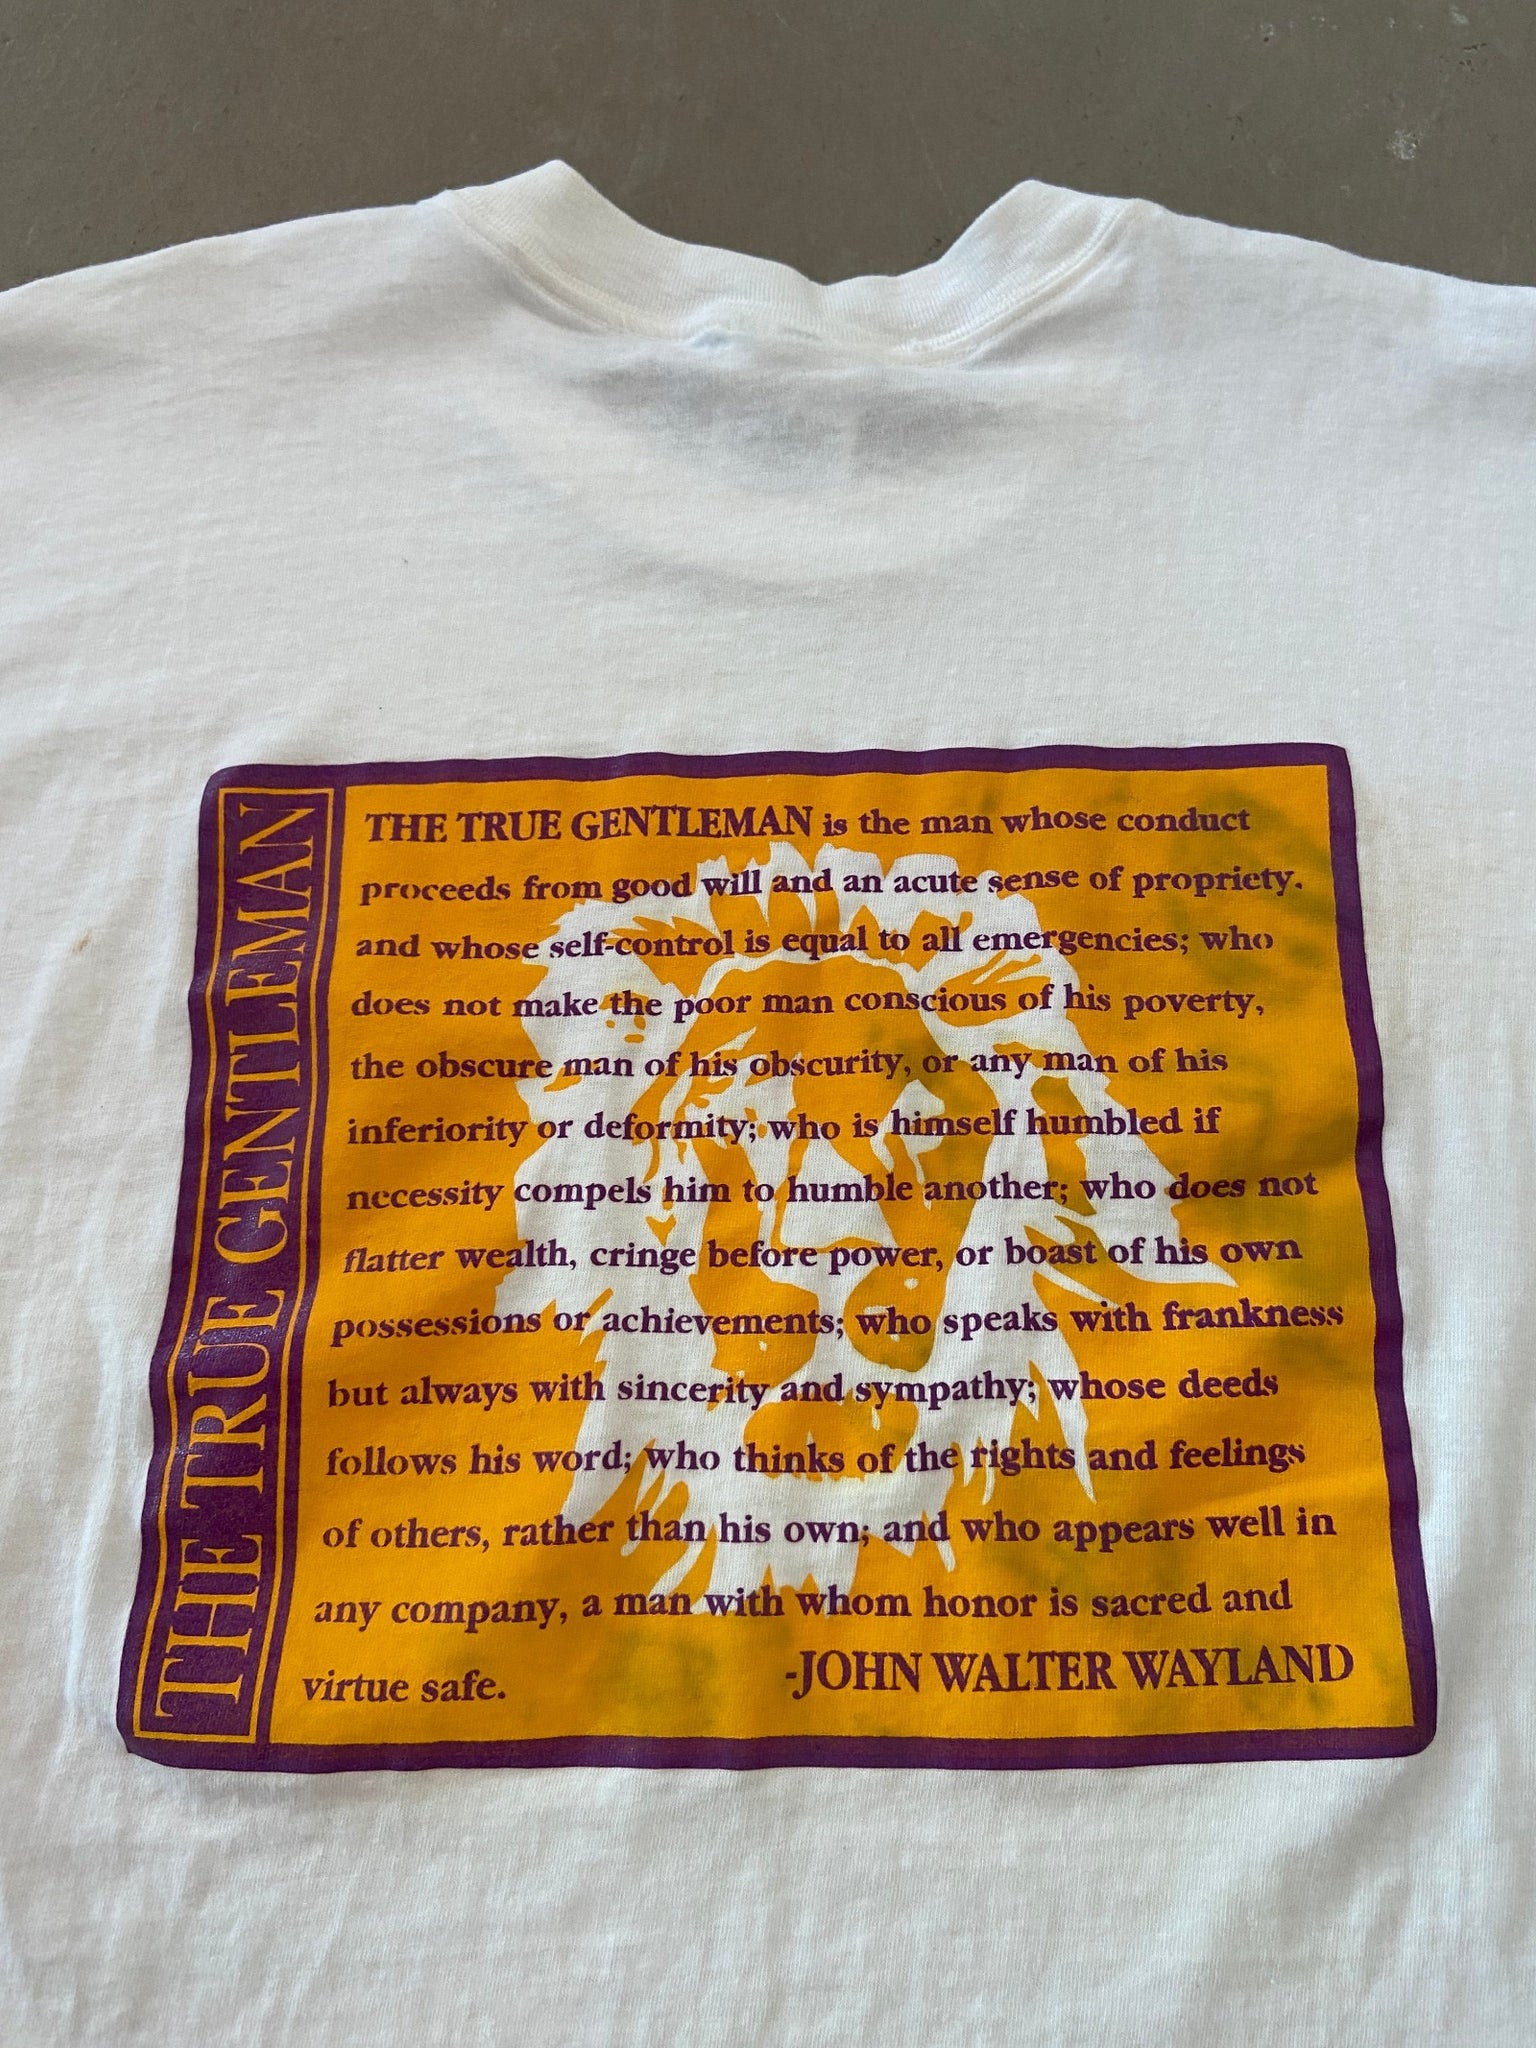 THE TRUE GENTLEMAN
THE TRUE GENTLEMAN is the man whose conduct
proceeds from good will and an acute sense of propriety.
and whose self-control is equal to all emergencies; who
does not make the poor man conscious of his poverty,
the obscure man of his obscurity, or any man of his
inferiority or deformity; who is himself humbled if
necessity compels him to humble another; who does not
flatter wealth, cringe before power, or boast of his own
possessions or achievements; who speaks with frankness
but always with sincerity and sympathy; whose deeds
follows his word; who thinks of the rights and feelings
of others, rather than his own; and who appears well in
any company, a man with whom honor is sacred and
virtue safe.
-JOHN WALTER WAYLAND